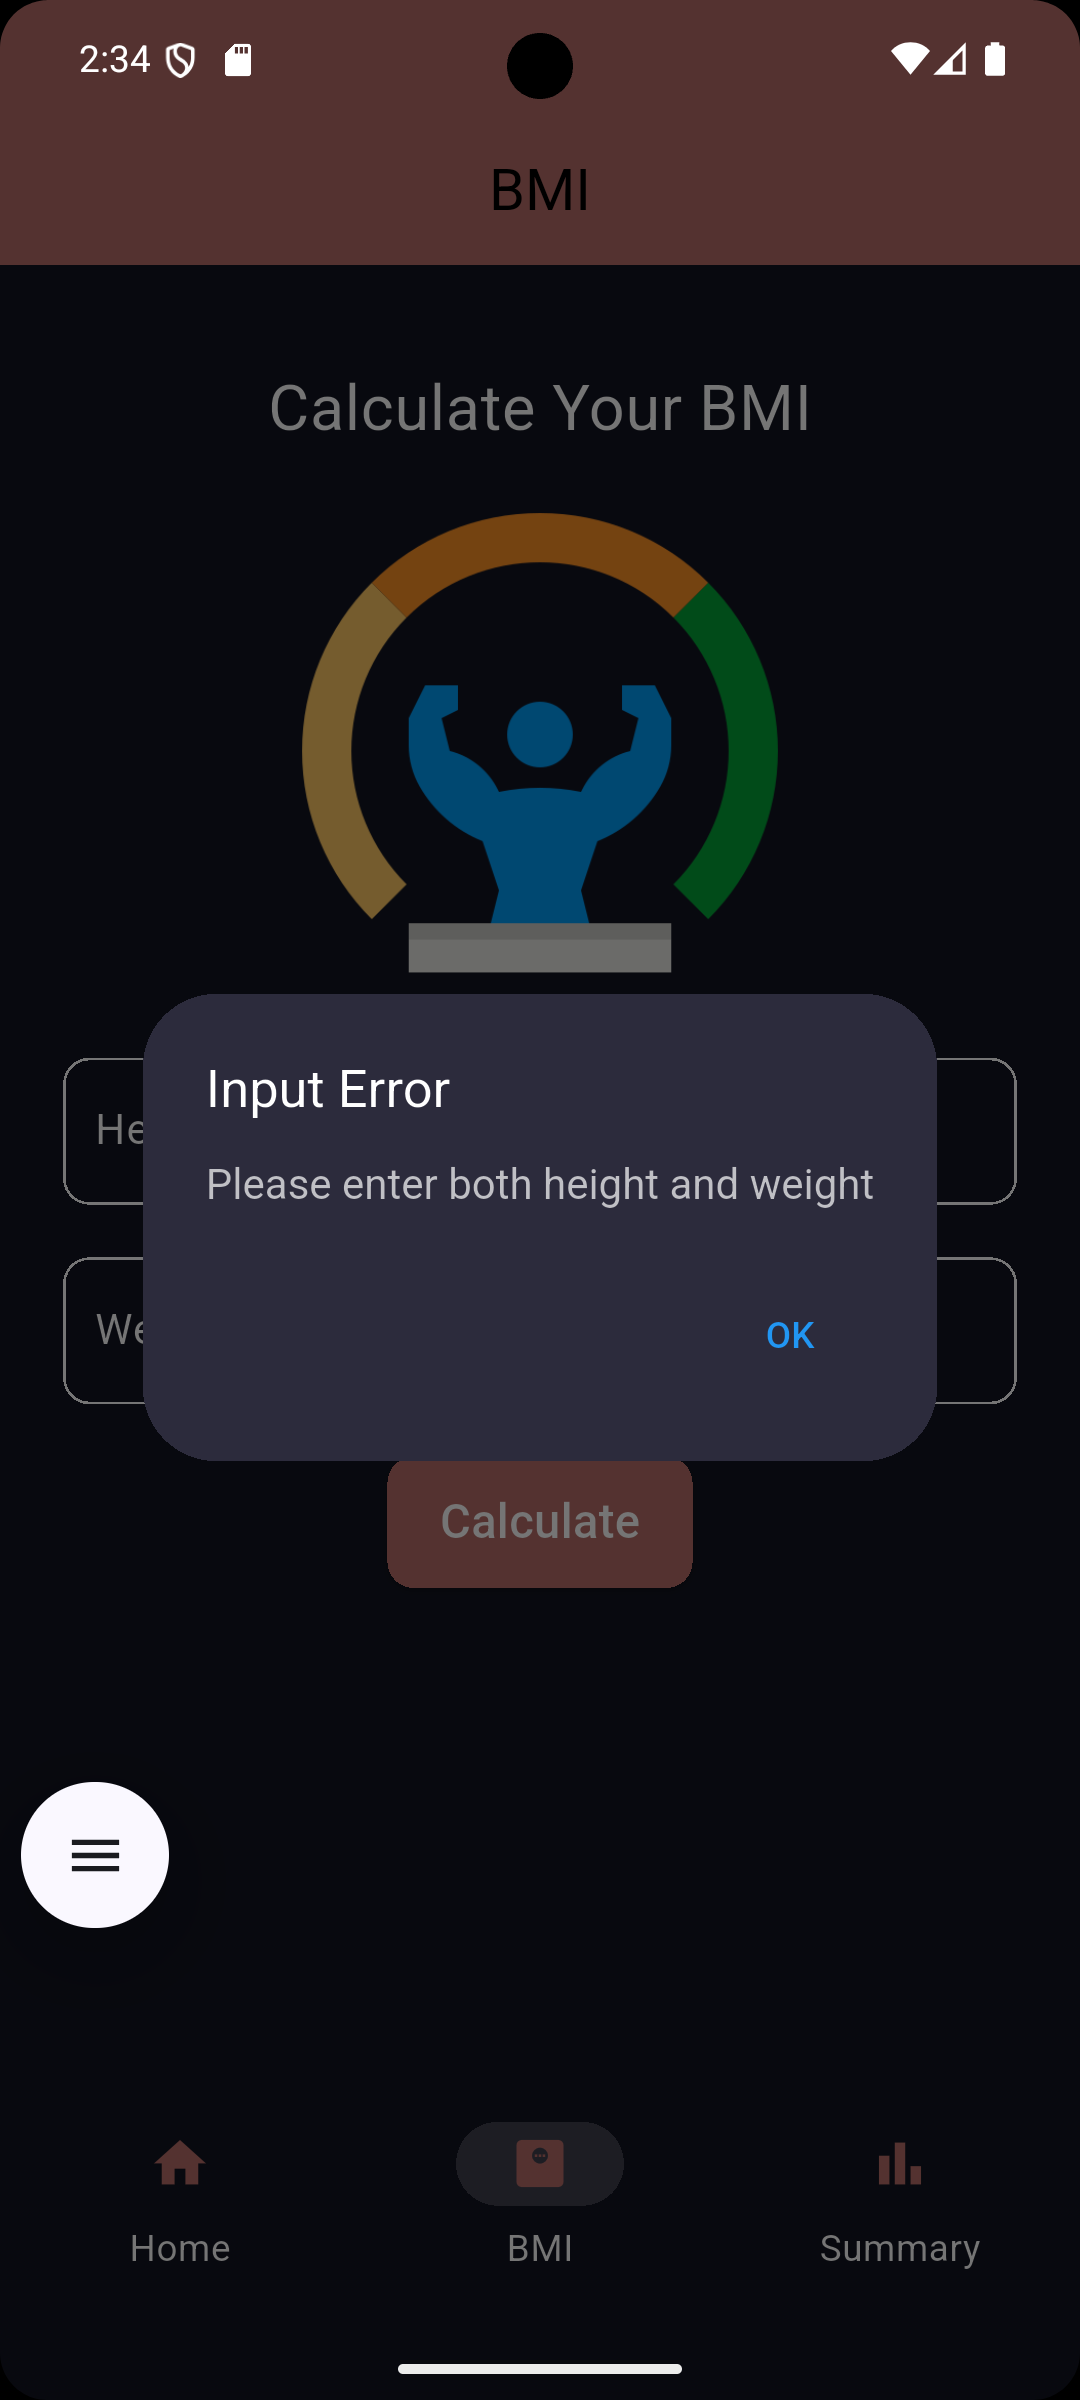 2:34
BMI
Calculate Your BMI
He
Input Error
Please enter both height and weight
We
OK
Calculate
Home
BMI
Summary